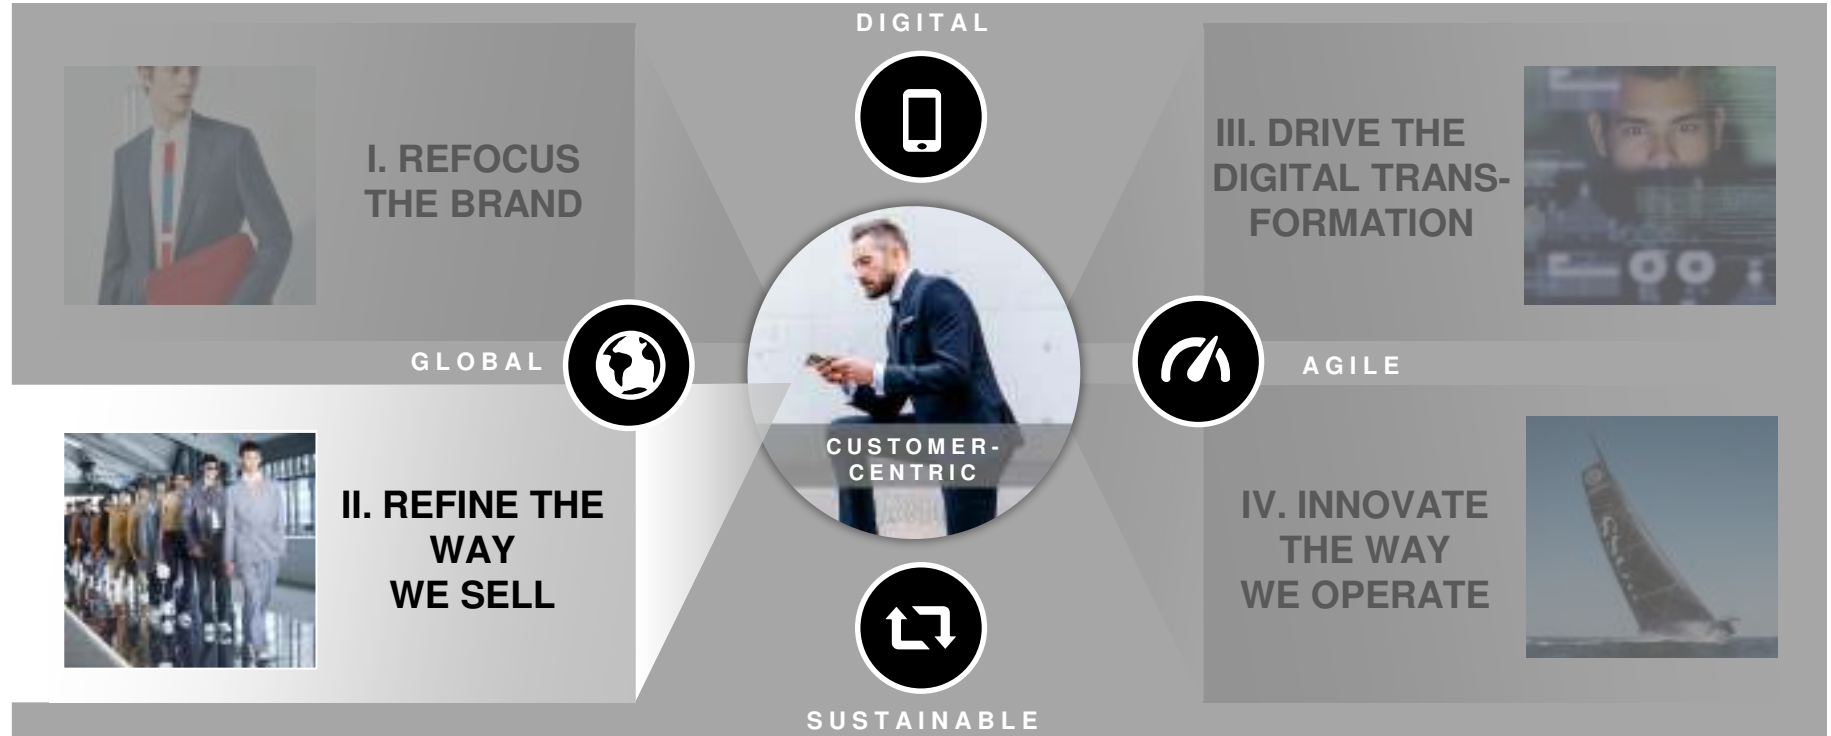 DIGITAL
I. REFOCUS
THE BRAND
III. DRIVE THE
DIGITAL TRANS-
FORMATION
GLOBAL
AGILE
CUSTOMER-
CENTRIC
II. REFINE THE
WAY
WE SELL
IV. INNOVATE
THE WAY
WE OPERATE
SUSTAINABLE